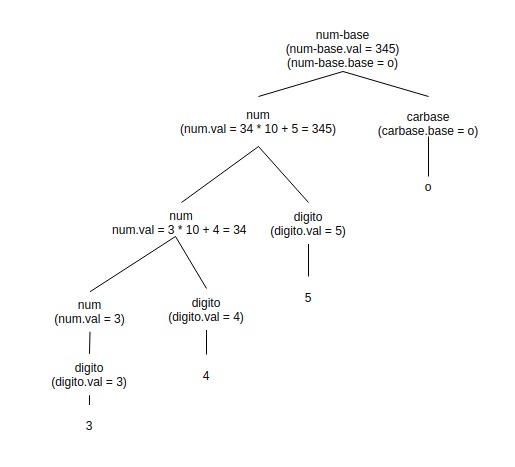 num-base
(num-base.val = 345)
(num-base.base = o)
num
(num.val = 34 * 10 + 5 = 345)
carbase
(carbase.base = o)
o
num
num.val = 3 * 10 + 4 = 34
digito
(digito.val = 5)
5
num
(num.val = 3)
digito
(digito.val = 4)
4
digito
(digito.val = 3)
3